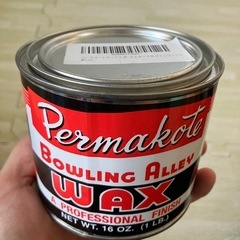 Permakote
BOWLING ALLEY
WAX
A PROFESSIONAL FINISH
NET WT. 16 OZ. (1 LB.)